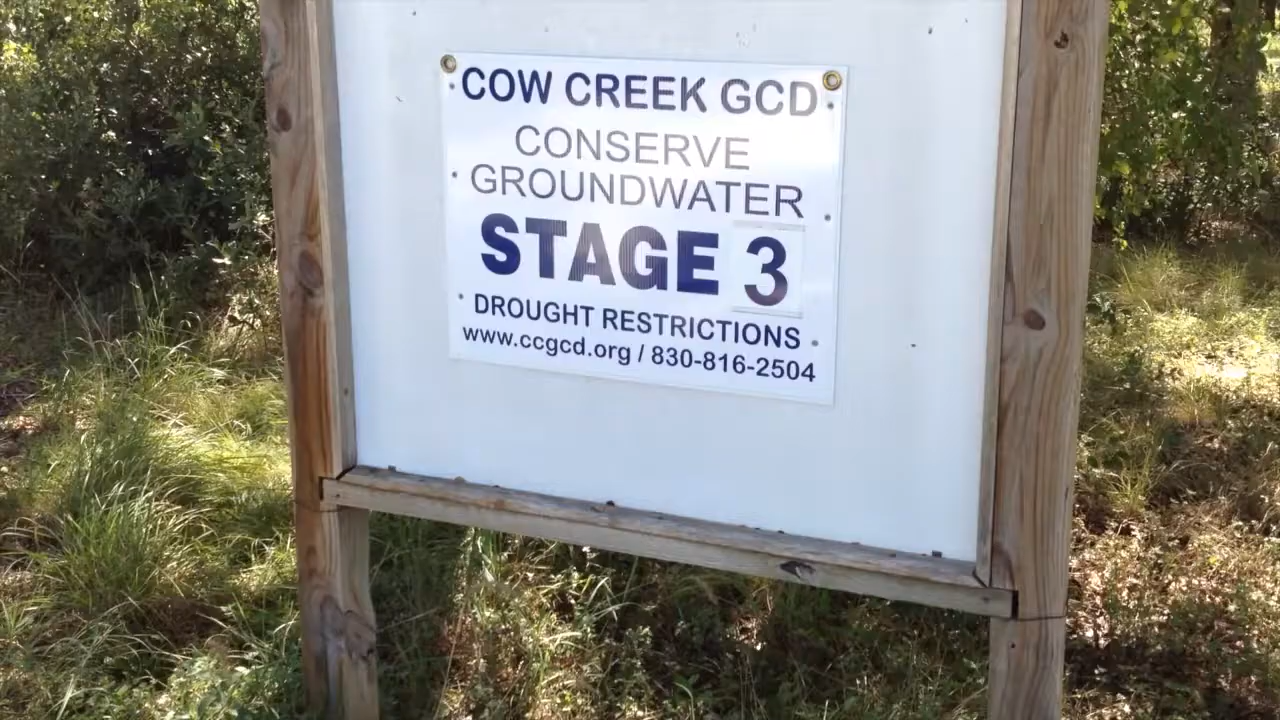 COW CREEK GCD
CONSERVE
GROUNDWATER
STAGE 3
DROUGHT RESTRICTIONS
www.ccgcd.org / 830-816-2504